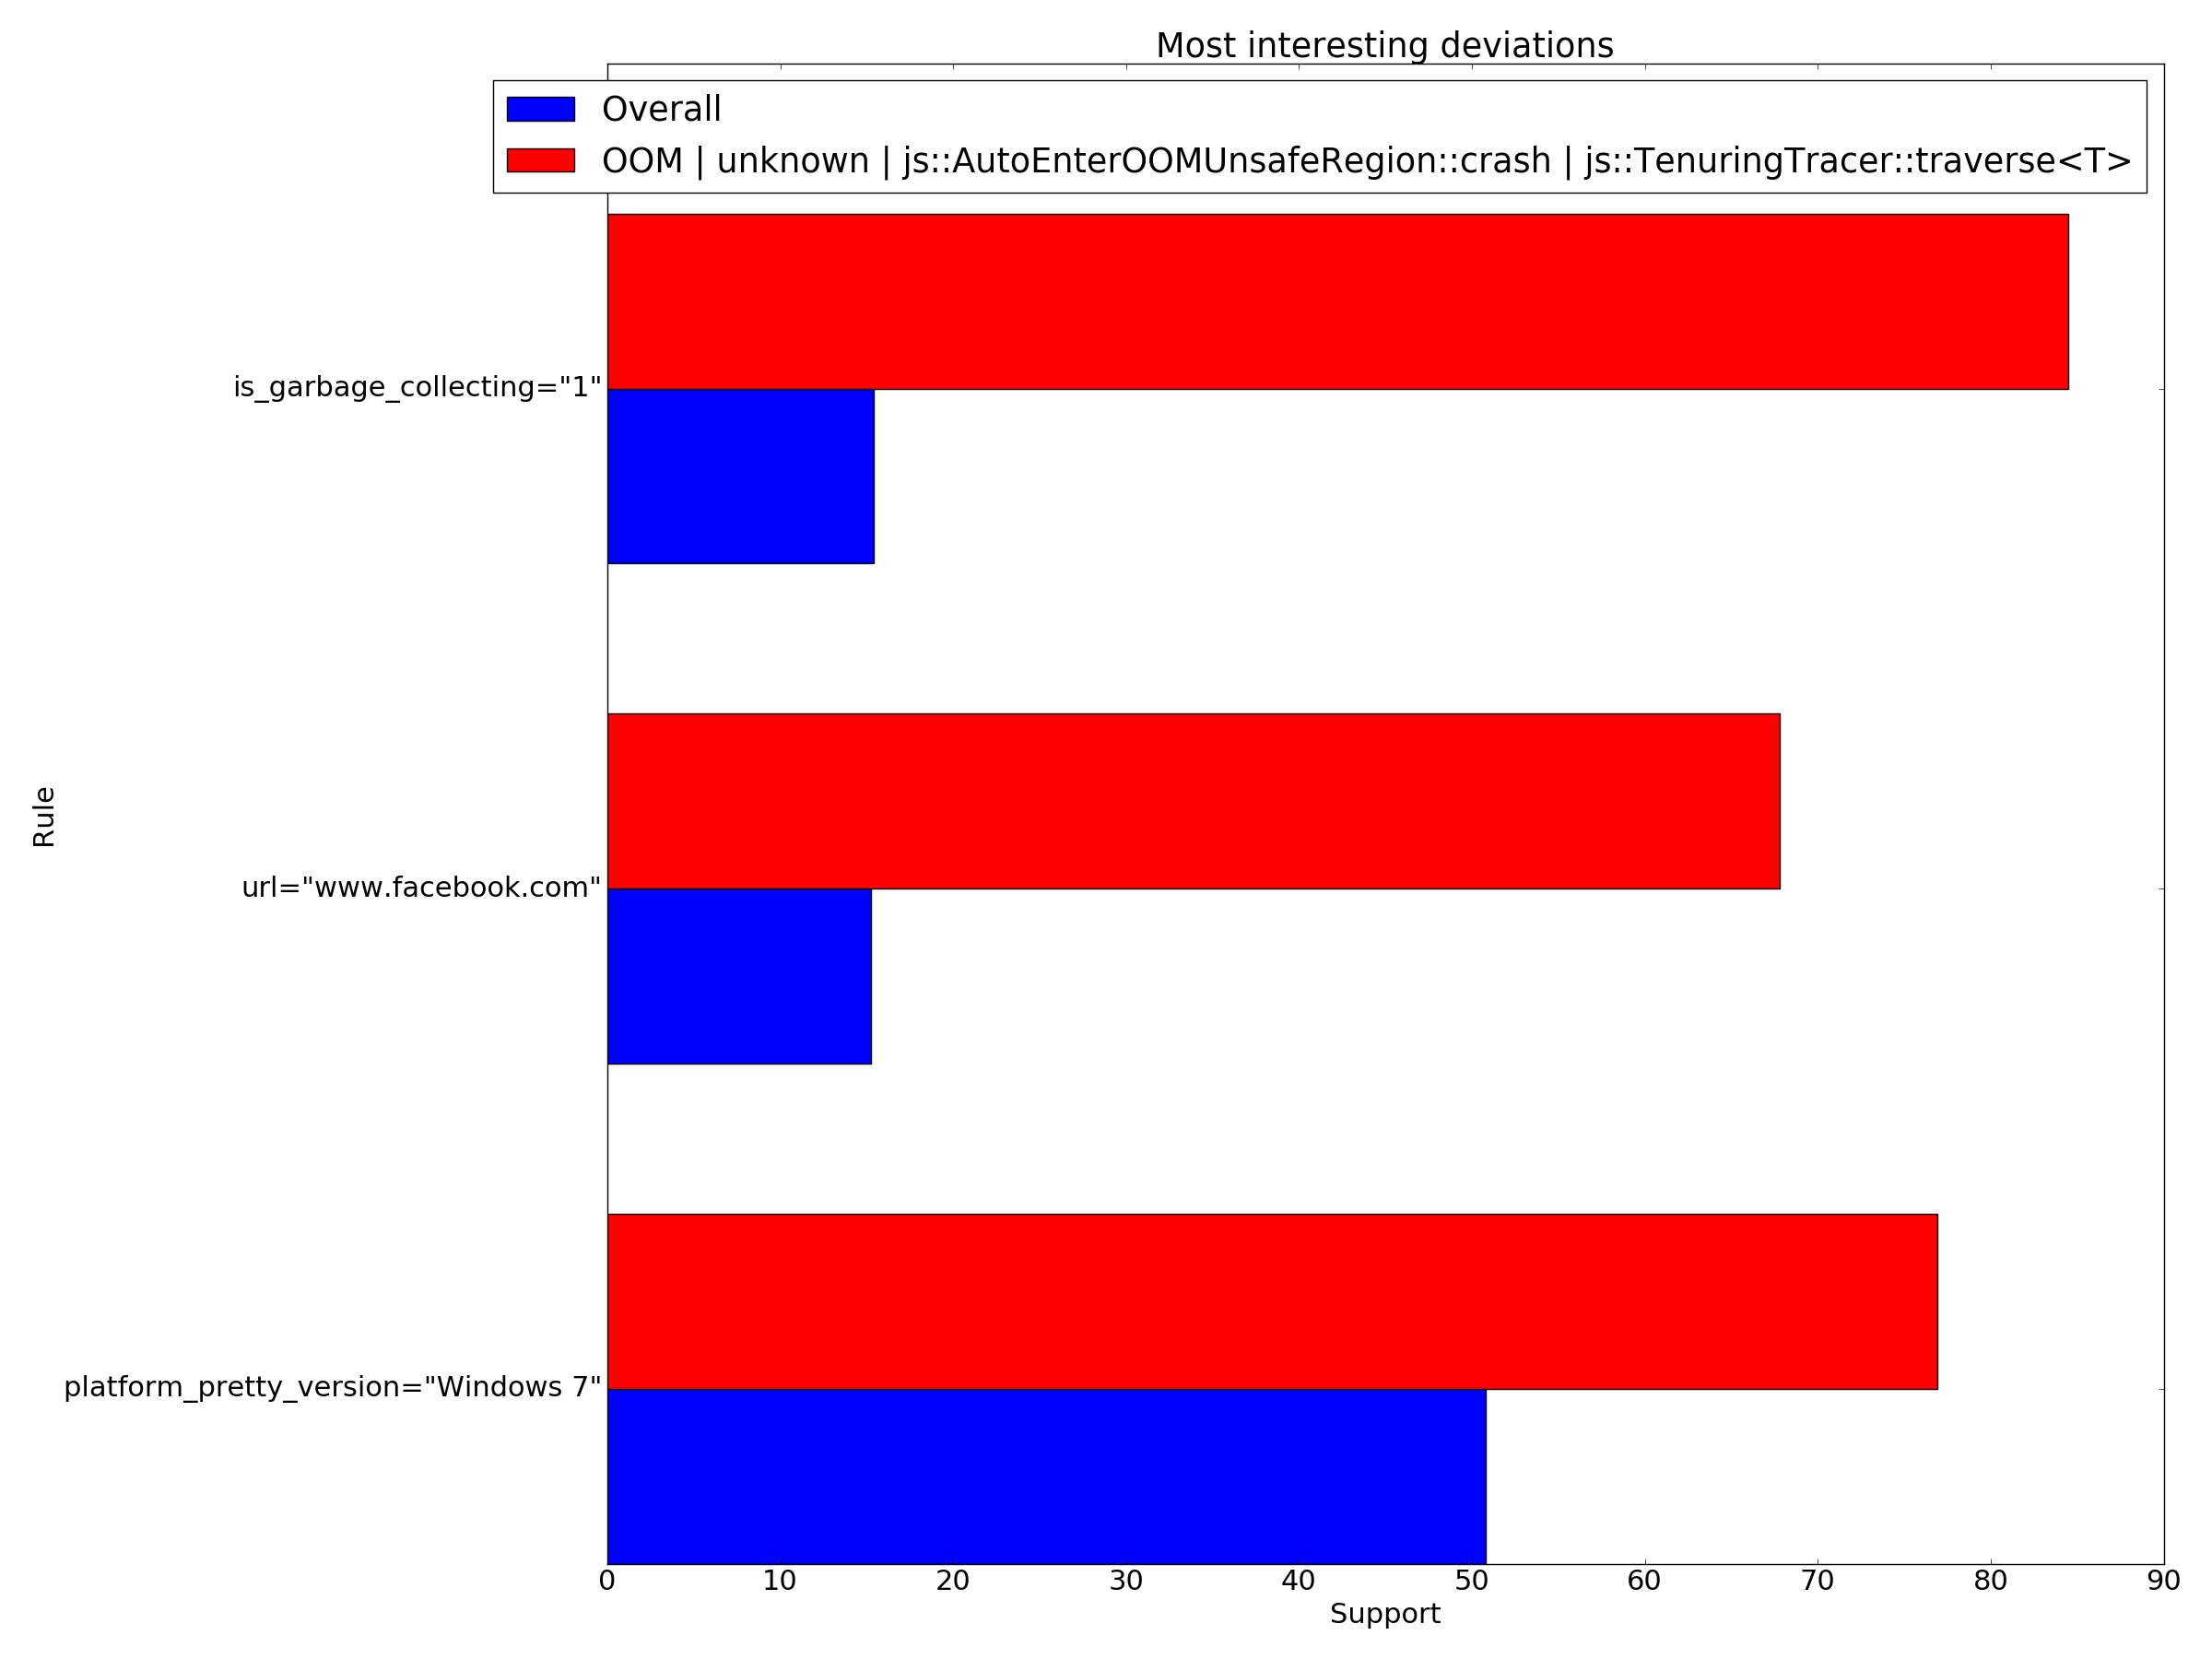 Most interesting deviations
Overall
OOM | unknown | js::AutoEnterOOMUnsafeRegion::crash | js::TenuringTracer::traverse<T>
is_garbage_collecting="1"
url="www.facebook.com"
platform_pretty_version="Windows 7"
Rule
0 10 20 30 40 50 60 70 80 90
Support